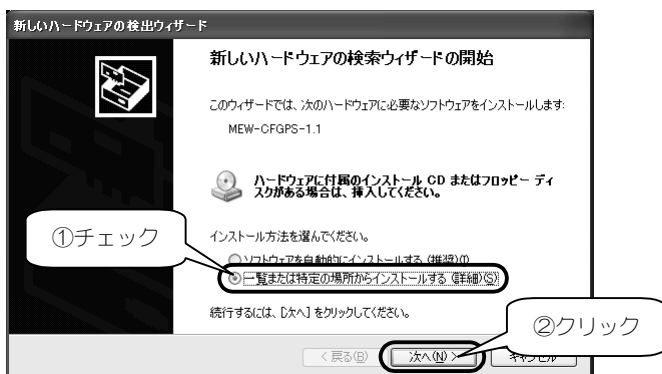 新しいハードウェアの検出ウィザード
新しいハードウェアの検索ウィザードの開始
このウィザードでは、次のハードウェアに必要なソフトウェアをインストールします:
MEW-CFGPS-1.1
ハードウェアに付属のインストール CD またはフロッピー ディ
スクがある場合は、挿入してください。
①チェック
インストール方法を選んでください。
ソフトウェアを自動的にインストールする (推奨)(I)
一覧または特定の場所からインストールする (詳細)(S)
続行するには、[次へ] をクリックしてください。
②クリック
< 戻る(B)
次へ(N) >
キャンセル